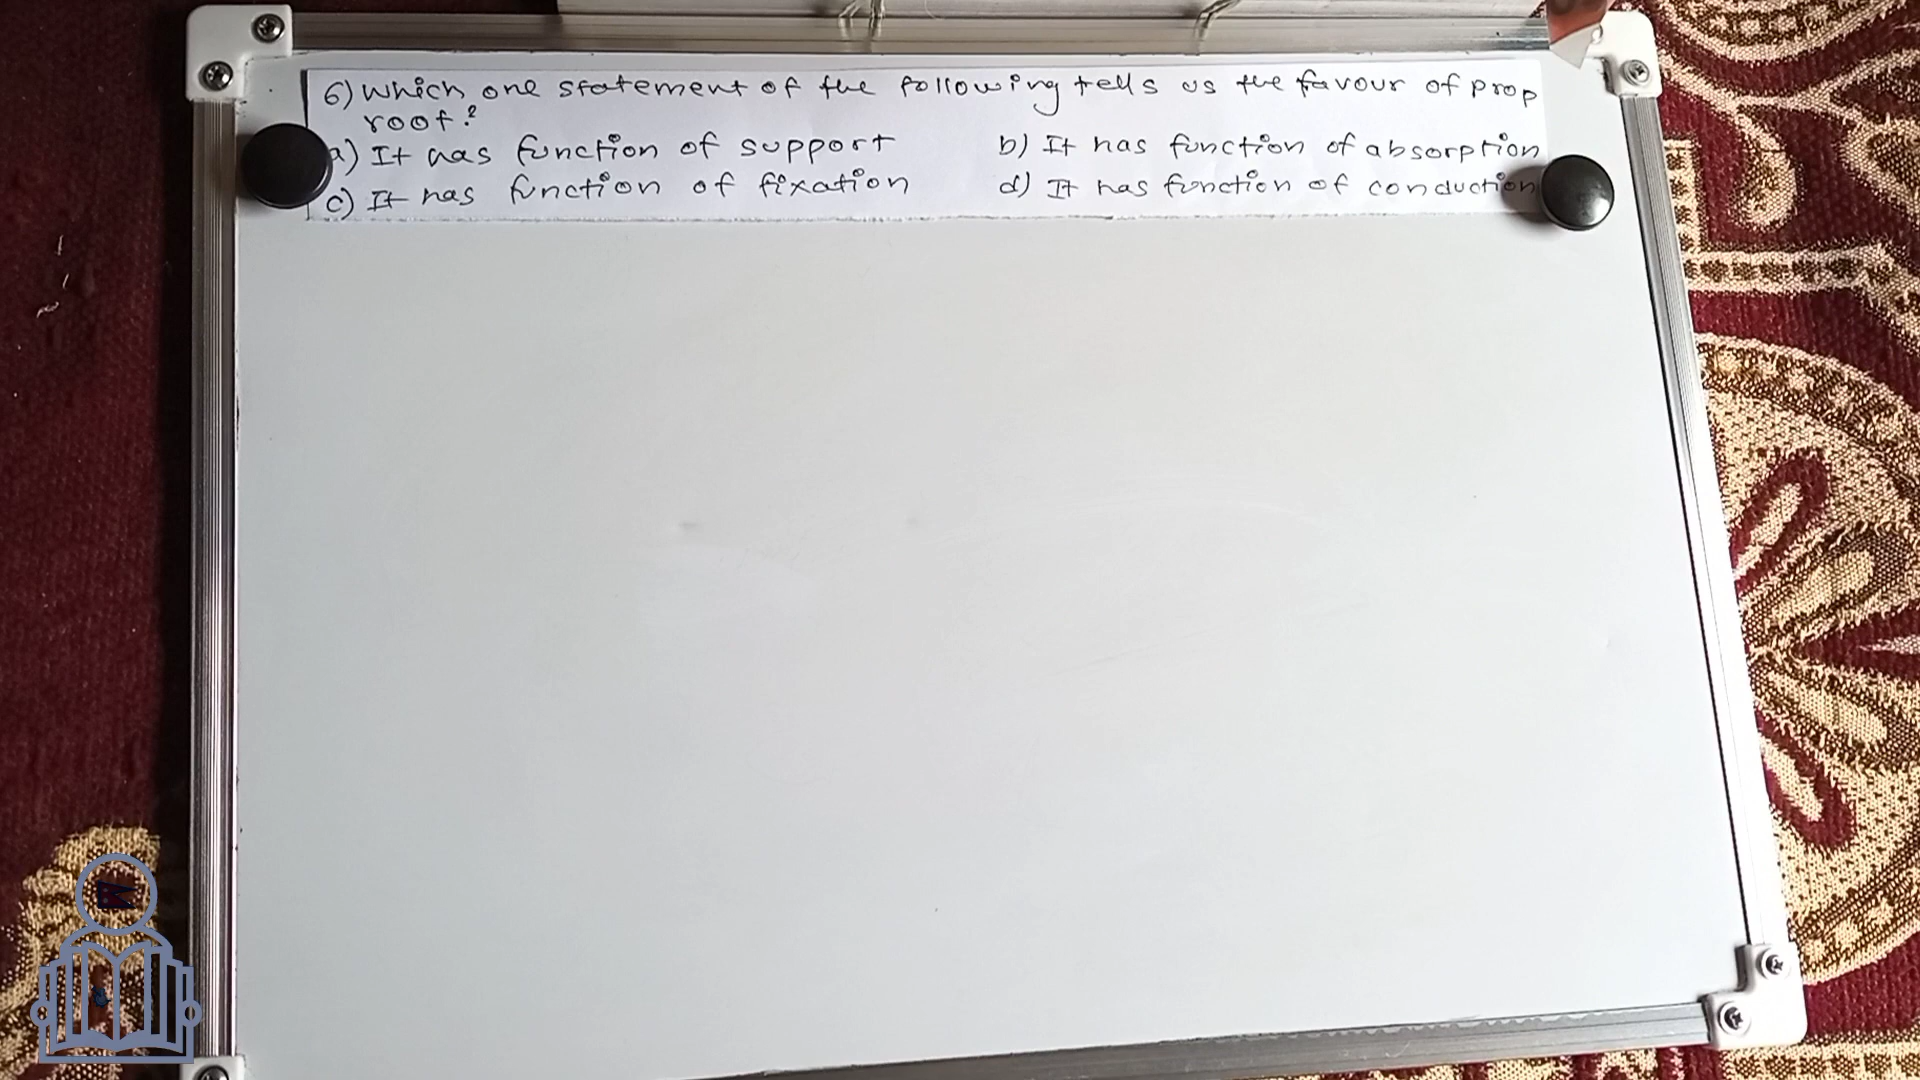 6) Which one statement of the following tells us the favour of prop
roof?
a) It has function of support b) It has function of absorption
c) It has function of fixation d) It has function of conduction